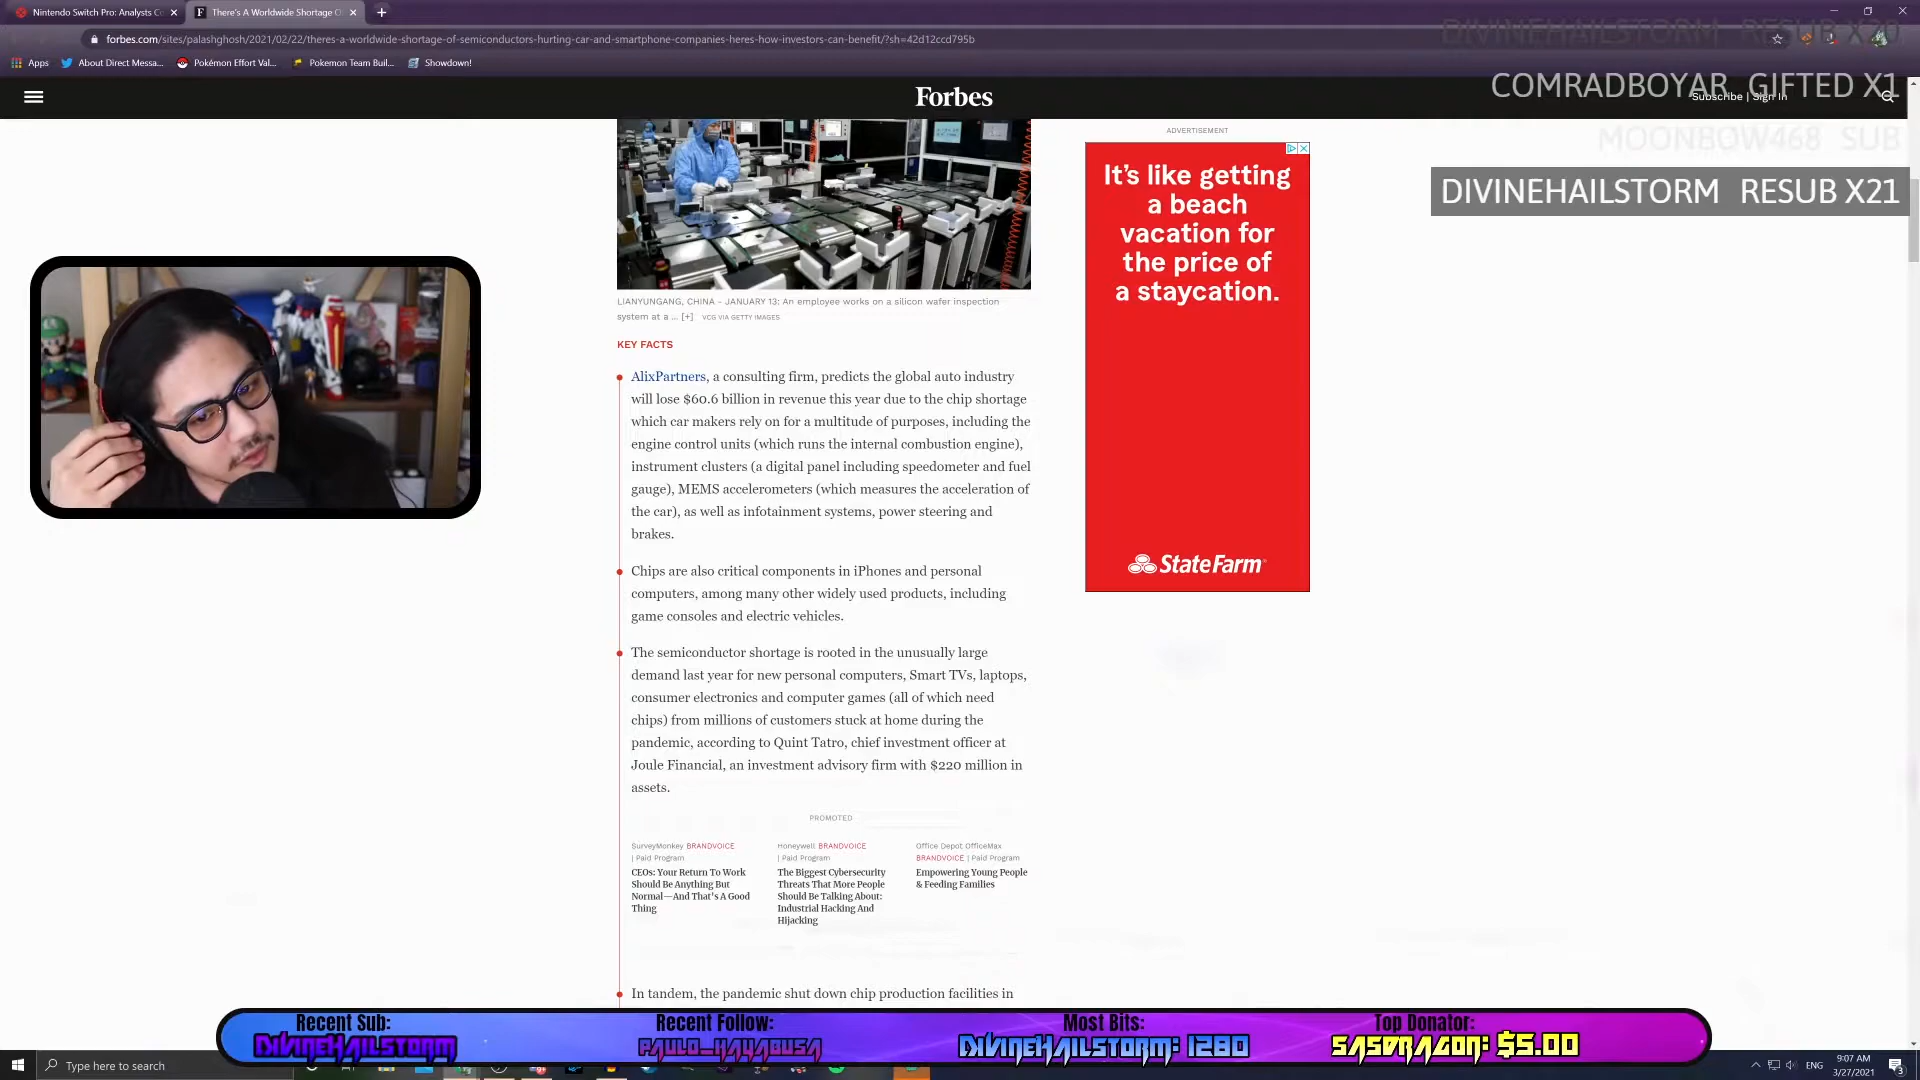 Nintendo Switch Pro: Analysts Co
There's A Worldwide Shortage O
forbes.com/sites/palashghosh/2021/02/22/theres-a-worldwide-shortage-of-semiconductors-hurting-car-and-smartphone-companies-heres-how-investors-can-benefit/?sh=42d12ccd795b
Apps
About Direct Messa...
Pokémon Effort Val...
Pokemon Team Buil...
Showdown!
DIVINEHAILSTORM RESUB X20
Forbes
Subscribe | Sign In
COMRADBOYAR GIFTED X1
MOONBOW468 SUB
DIVINEHAILSTORM RESUB X21
LIANYUNGANG, CHINA - JANUARY 13: An employee works on a silicon wafer inspection
system at a ... [+] VCG VIA GETTY IMAGES
KEY FACTS
AlixPartners, a consulting firm, predicts the global auto industry
will lose $60.6 billion in revenue this year due to the chip shortage
which car makers rely on for a multitude of purposes, including the
engine control units (which runs the internal combustion engine),
instrument clusters (a digital panel including speedometer and fuel
gauge), MEMS accelerometers (which measures the acceleration of
the car), as well as infotainment systems, power steering and
brakes.
Chips are also critical components in iPhones and personal
computers, among many other widely used products, including
game consoles and electric vehicles.
The semiconductor shortage is rooted in the unusually large
demand last year for new personal computers, Smart TVs, laptops,
consumer electronics and computer games (all of which need
chips) from millions of customers stuck at home during the
pandemic, according to Quint Tatro, chief investment officer at
Joule Financial, an investment advisory firm with $220 million in
assets.
PROMOTED
SurveyMonkey BRANDVOICE
| Paid Program
CEOs: Your Return To Work
Should Be Anything But
Normal—And That's A Good
Thing
Honeywell BRANDVOICE
| Paid Program
The Biggest Cybersecurity
Threats That More People
Should Be Talking About:
Industrial Hacking And
Hijacking
Office Depot OfficeMax
BRANDVOICE | Paid Program
Empowering Young People
& Feeding Families
In tandem, the pandemic shut down chip production facilities in
ADVERTISEMENT
It's like getting
a beach
vacation for
the price of
a staycation.
StateFarm
Recent Sub:
DivineHailstorm
Recent Follow:
Paulo_Hayabusa
Most Bits:
DivineHailstorm: 1280
Top Donator:
SASDragon: $5.00
Type here to search
ENG
9:07 AM
3/27/2021
3